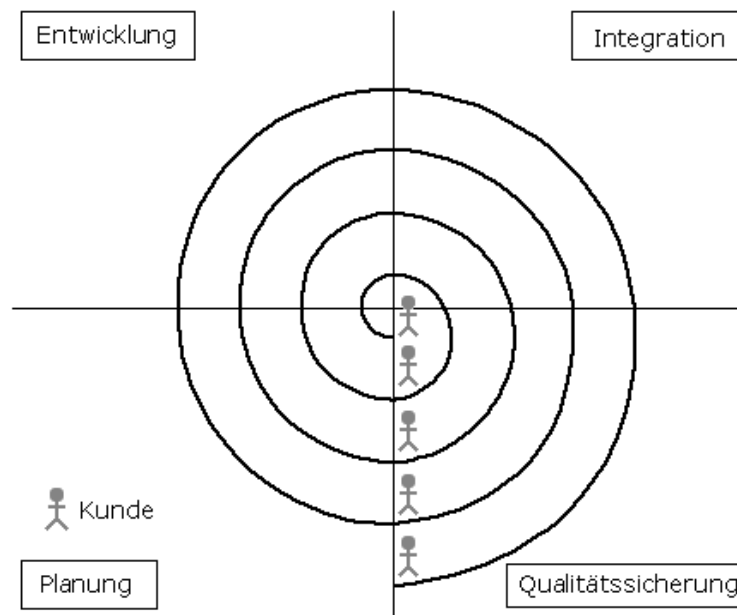 Entwicklung
Integration
Kunde
Planung
Qualitätssicherung